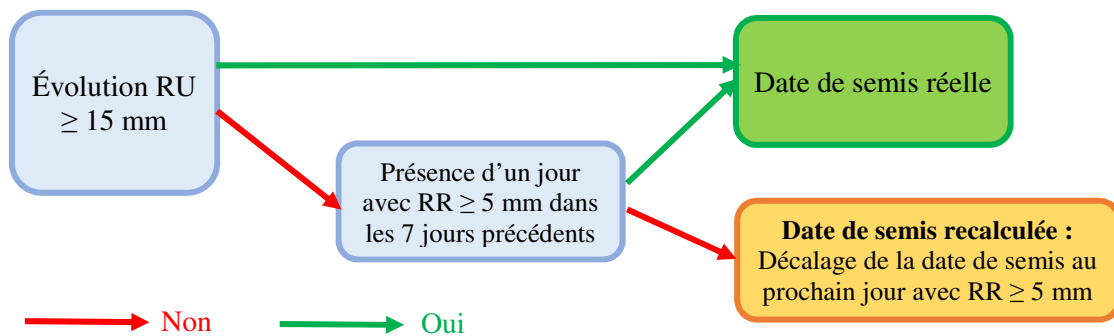 Évolution RU
≥ 15 mm
Date de semis réelle
Présence d'un jour
avec RR ≥ 5 mm dans
les 7 jours précédents
Date de semis recalculée :
Décalage de la date de semis au
prochain jour avec RR ≥ 5 mm
Non
Oui